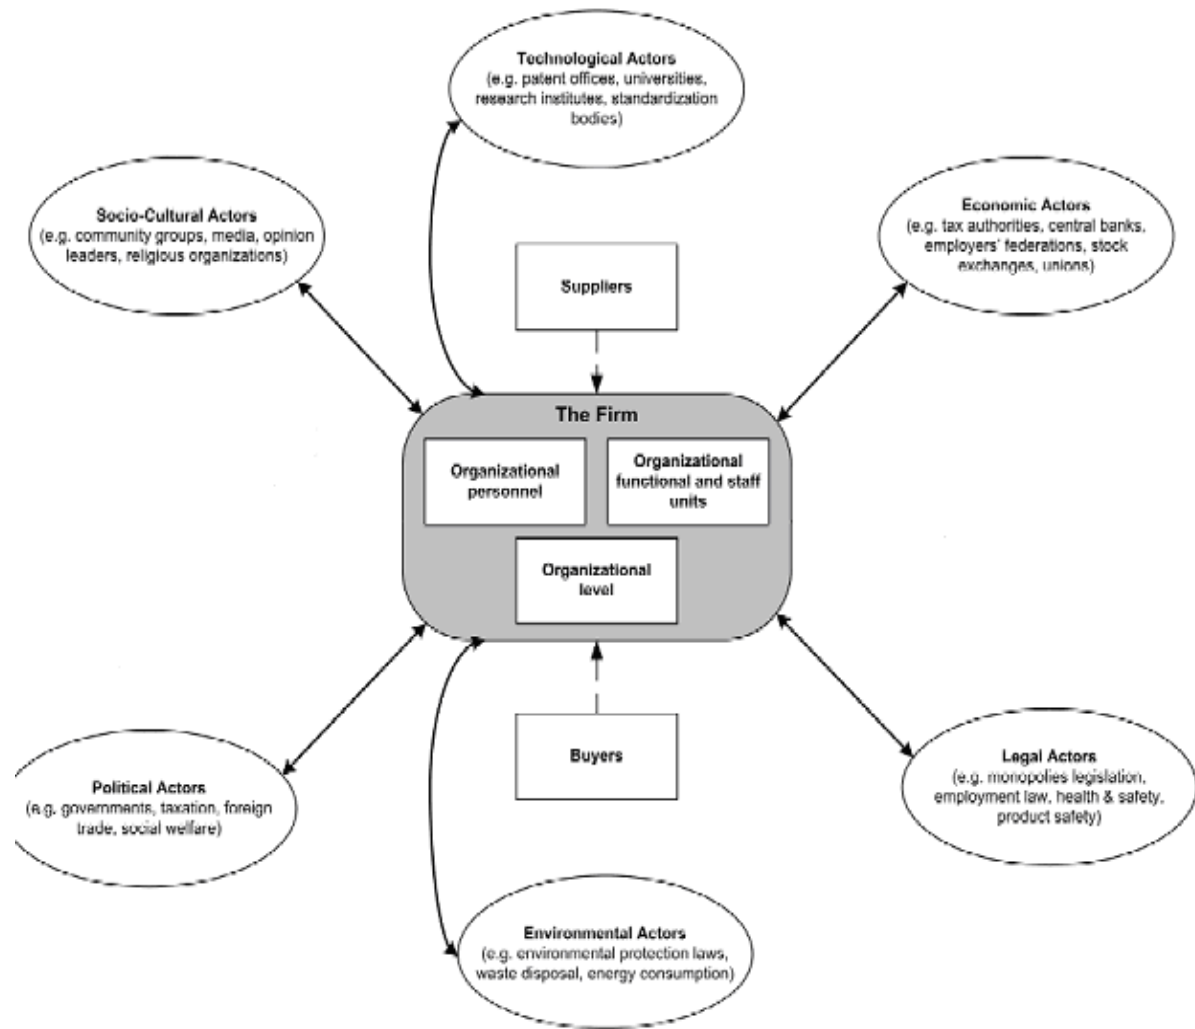 Technological Actors
(e.g. patent offices, universities,
research institutes, standardization
bodies)
Socio-Cultural Actors
(e.g. community groups, media, opinion
leaders, religious organizations)
Economic Actors
(e.g. tax authorities, central banks,
employers' federations, stock
exchanges, unions)
Suppliers
The Firm
Organizational
personnel
Organizational
functional and staff
units
Organizational
level
Buyers
Political Actors
(e.g. governments, taxation, foreign
trade, social welfare)
Legal Actors
(e.g. monopolies legislation,
employment law, health & safety,
product safety)
Environmental Actors
(e.g. environmental protection laws,
waste disposal, energy consumption)